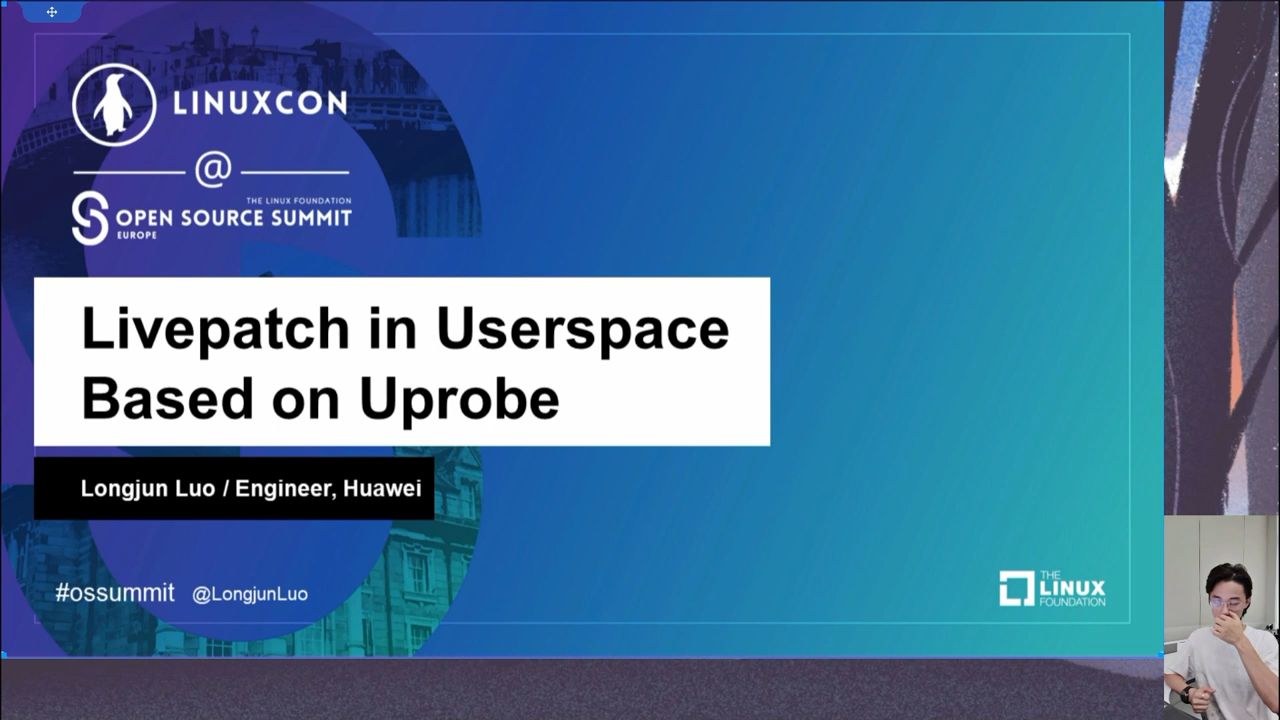 LINUXCON
@
THE LINUX FOUNDATION
OPEN SOURCE SUMMIT
EUROPE
Livepatch in Userspace
Based on Uprobe
Longjun Luo / Engineer, Huawei
#ossummit @LongjunLuo
THE
LINUX
FOUNDATION